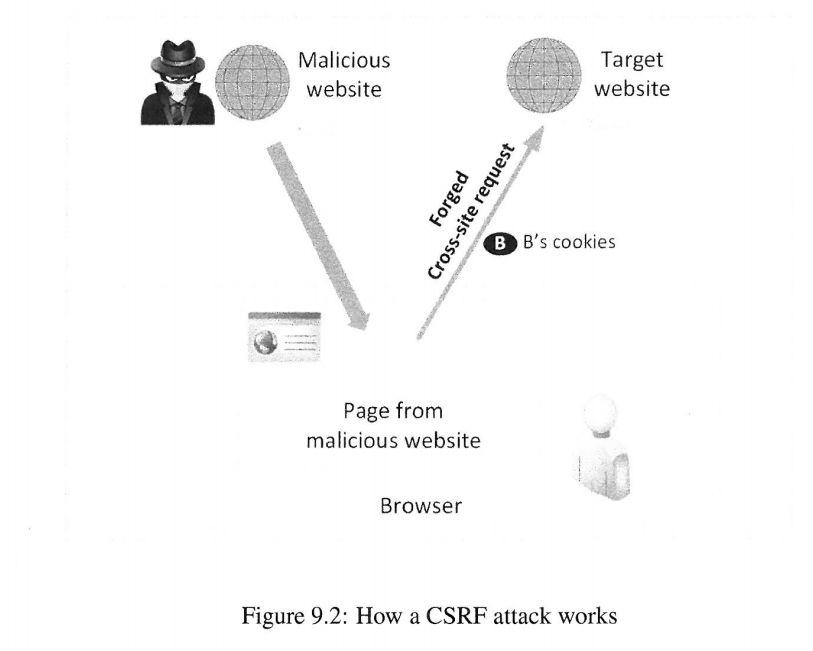 Malicious
website
Target
website
Forged
Cross-site request
B B's cookies
Page from
malicious website
Browser
Figure 9.2: How a CSRF attack works